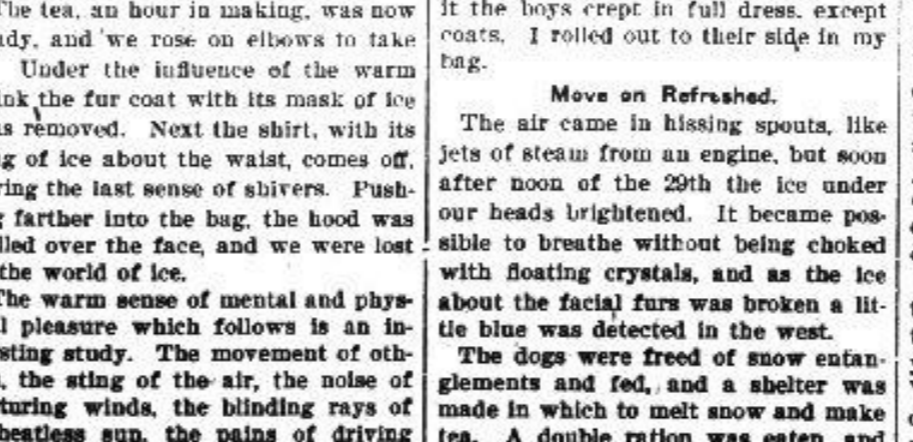 The tea, an hour in making, was now
and we rose on elbows to take
Under the influence of the warm
the fur coat with its mask of ice
removed. Next the shirt, with its
of ice about the waist, comes off,
the last sense of shivers. Push-
farther into the bag, the hood was
over the face, and we were lost
the world of ice.
The warm sense of mental and phys-
pleasure which follows is an in-
study. The movement of oth-
the sting of the air, the noise of
winds, the blinding rays of
heatless sun, the pains of driving
it the boys crept in full dress, except
coats. I rolled out to their side in my
bag.
Move on Refreshed.
The air came in hissing spouts, like
jets of steam from an engine, but soon
after noon of the 29th the ice under
our heads brightened. It became pos-
sible to breathe without being choked
with floating crystals, and as the ice
about the facial furs was broken a lit-
tle blue was detected in the west.
The dogs were freed of snow entan-
glements and fed, and a shelter was
made in which to melt snow and make
tea. A double ration was eaten, and